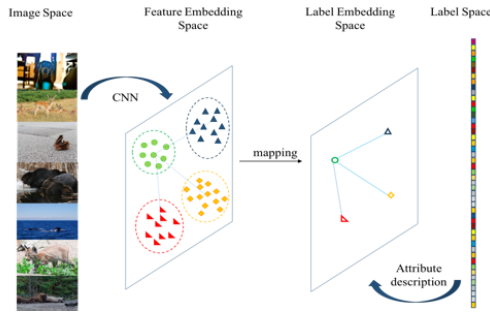 Image Space
Feature Embedding
Space
Label Embedding
Space
Label Space
CNN
mapping
Attribute
description